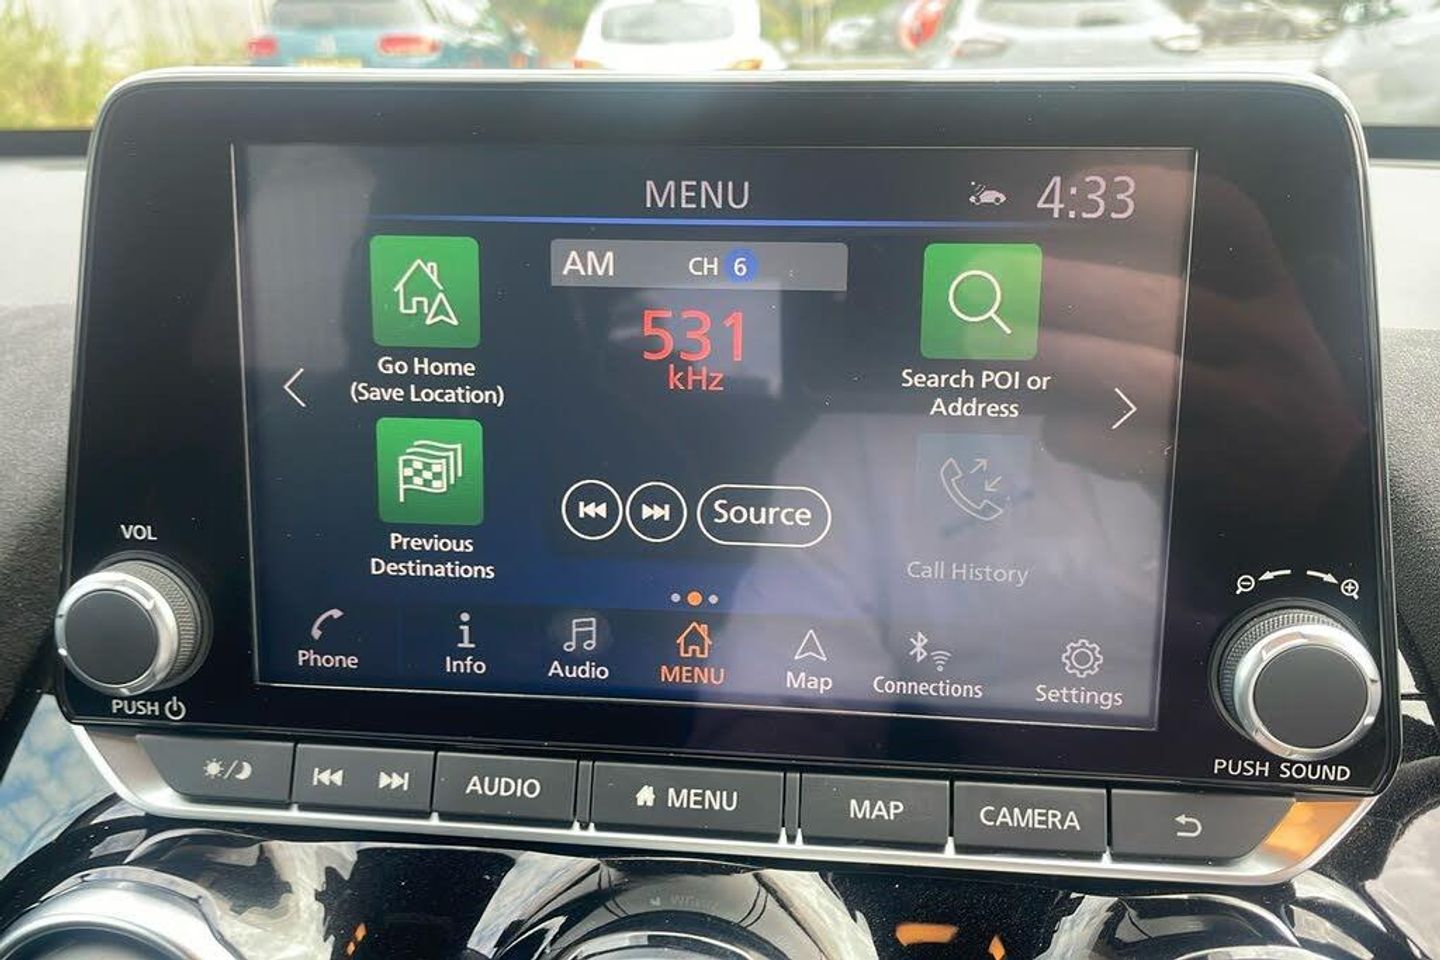 MENU
4:33
AM CH 6
531
kHz
Go Home
(Save Location)
Search POI or
Address
Previous
Destinations
Source
Call History
Phone
Info
Audio
MENU
Map
Connections
Settings
VOL
PUSH
PUSH SOUND
AUDIO
MENU
MAP
CAMERA